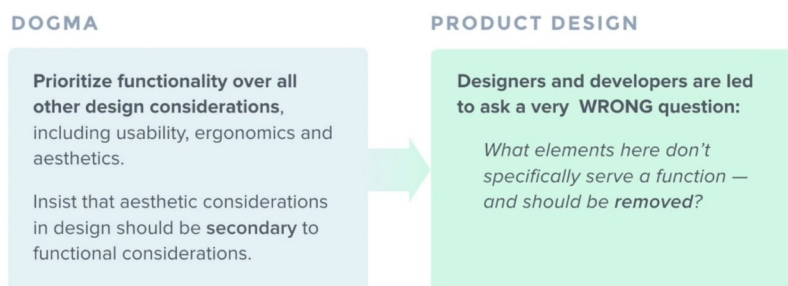 DOGMA
Prioritize functionality over all
other design considerations,
including usability, ergonomics and
aesthetics.
Insist that aesthetic considerations
in design should be secondary to
functional considerations.
PRODUCT DESIGN
Designers and developers are led
to ask a very WRONG question:
What elements here don’t
specifically serve a function —
and should be removed?